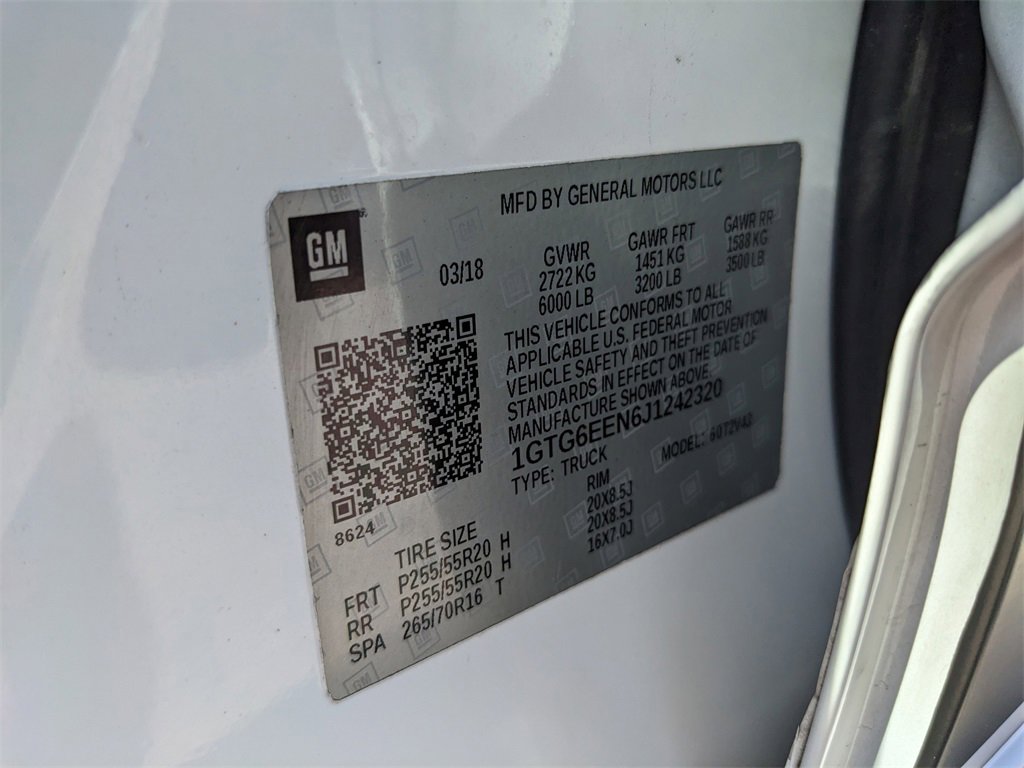 MFD BY GENERAL MOTORS LLC
GM
03/18
GVWR GAWR FRT GAWR RR
2722 KG 1451 KG 1588 KG
6000 LB 3200 LB 3500 LB
THIS VEHICLE CONFORMS TO ALL
APPLICABLE U.S. FEDERAL MOTOR
VEHICLE SAFETY AND THEFT PREVENTION
STANDARDS IN EFFECT ON THE DATE OF
MANUFACTURE SHOWN ABOVE.
1GTG6EEN6J1242320
TYPE: TRUCK MODEL: 60T2V43
8624
TIRE SIZE RIM
FRT P255/55R20 H 20X8.5J
RR P255/55R20 H 20X8.5J
SPA 265/70R16 T 16X7.0J